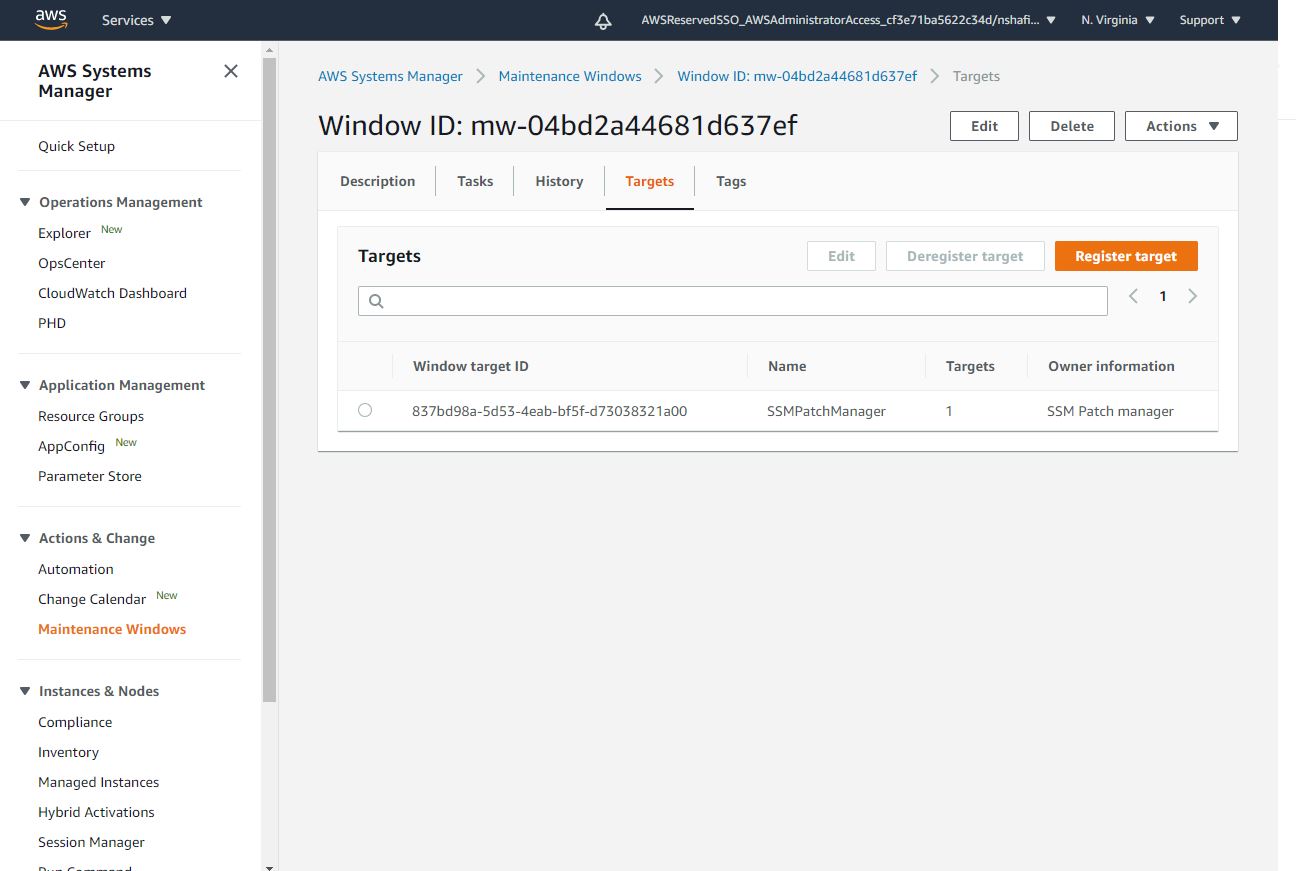 aws Services AWSReservedSSO_AWSAdministratorAccess_cf3e71ba5622c34d/nshafi... N. Virginia Support
AWS Systems
Manager
Quick Setup
Operations Management
Explorer New
OpsCenter
CloudWatch Dashboard
PHD
Application Management
Resource Groups
AppConfig New
Parameter Store
Actions & Change
Automation
Change Calendar New
Maintenance Windows
Instances & Nodes
Compliance
Inventory
Managed Instances
Hybrid Activations
Session Manager
Run Command
AWS Systems Manager Maintenance Windows Window ID: mw-04bd2a44681d637ef Targets
Window ID: mw-04bd2a44681d637ef Edit Delete Actions
Description Tasks History Targets Tags
Targets Edit Deregister target Register target
1
Window target ID Name Targets Owner information
837bd98a-5d53-4eab-bf5f-d73038321a00 SSMPatchManager 1 SSM Patch manager